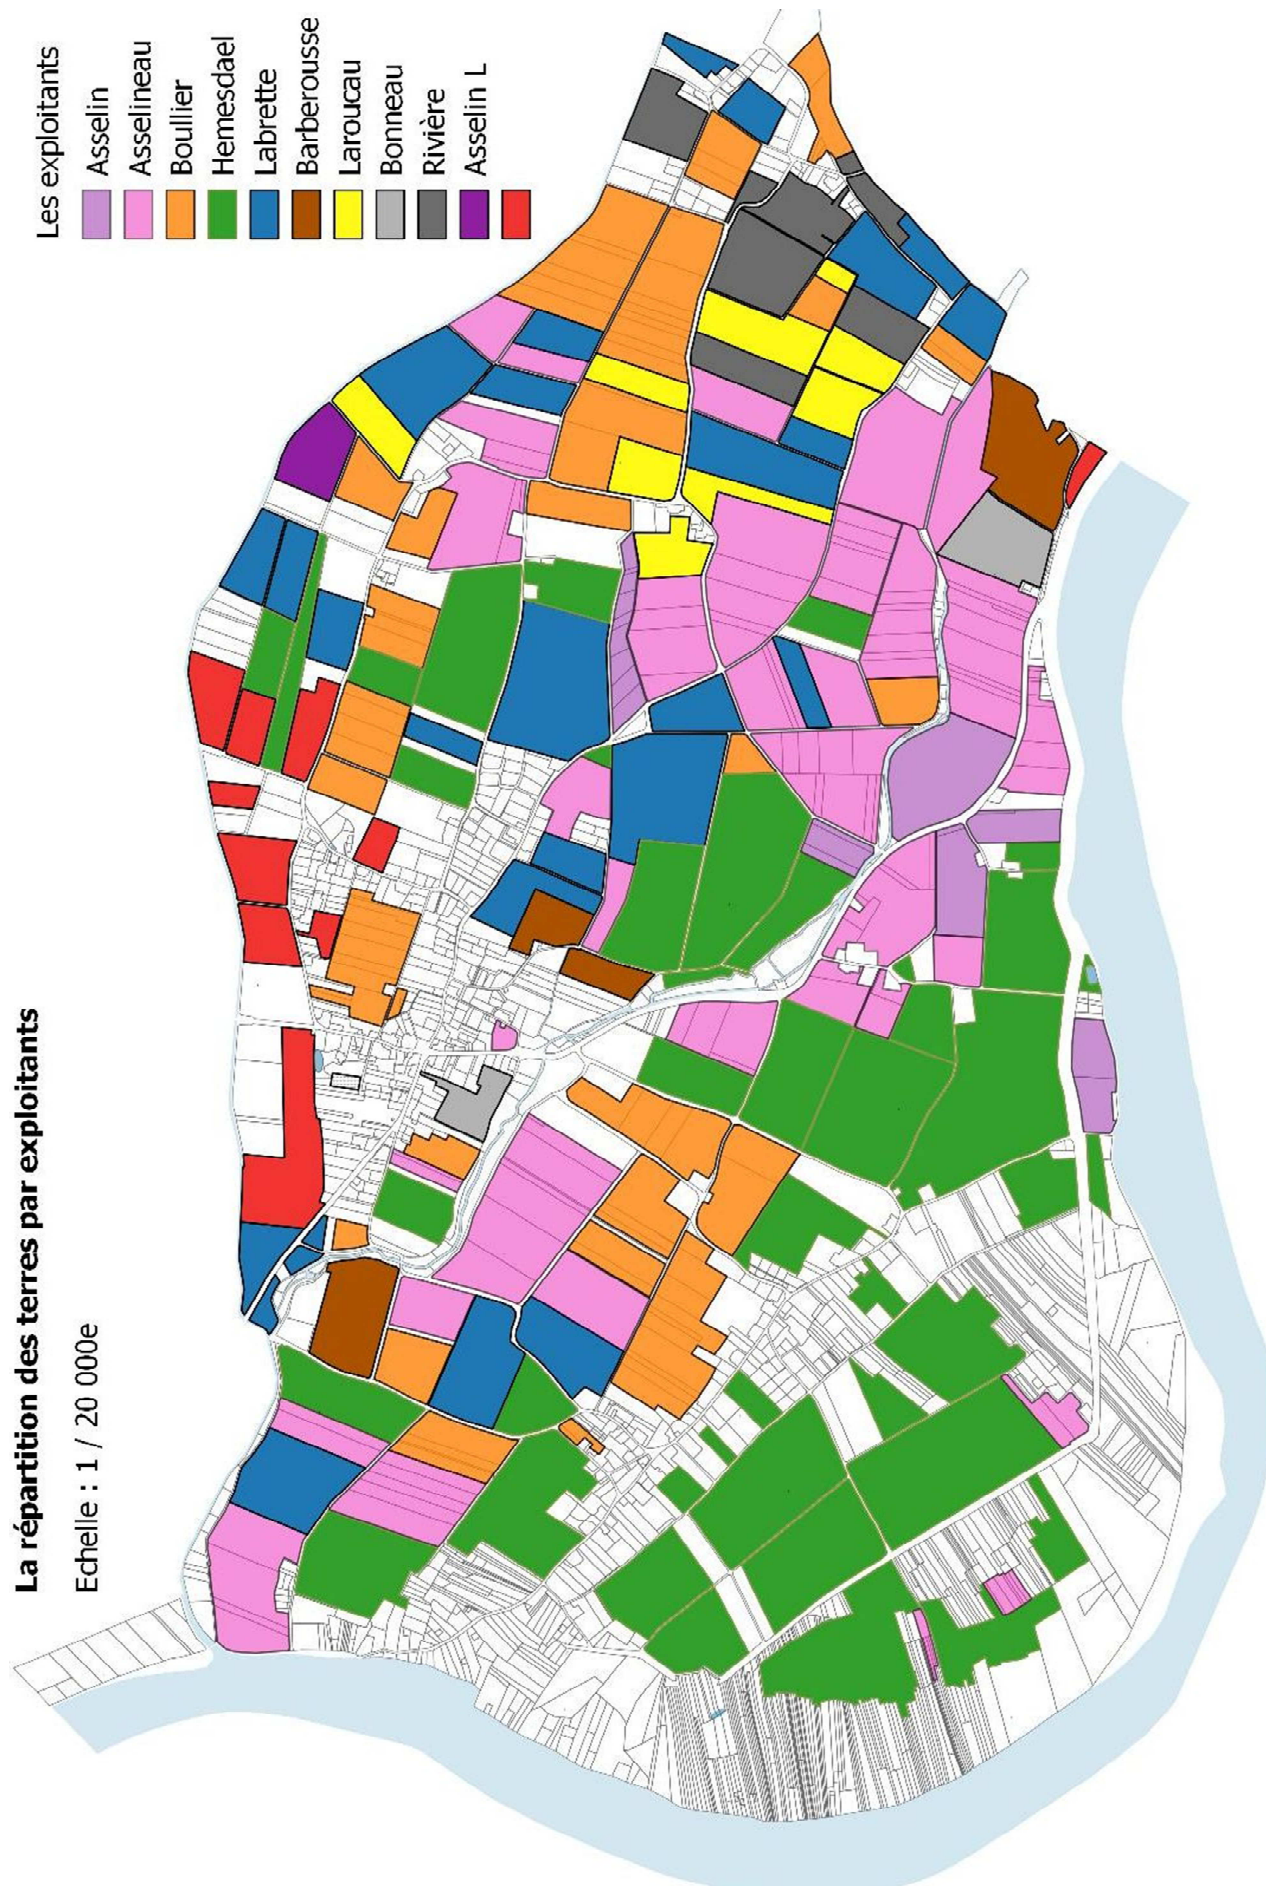 La répartition des terres par exploitants
Echelle : 1 / 20 000e
Les exploitants
Asselin
Asselineau
Boullier
Hemesdael
Labrette
Barberousse
Laroucau
Bonneau
Rivière
Asselin L